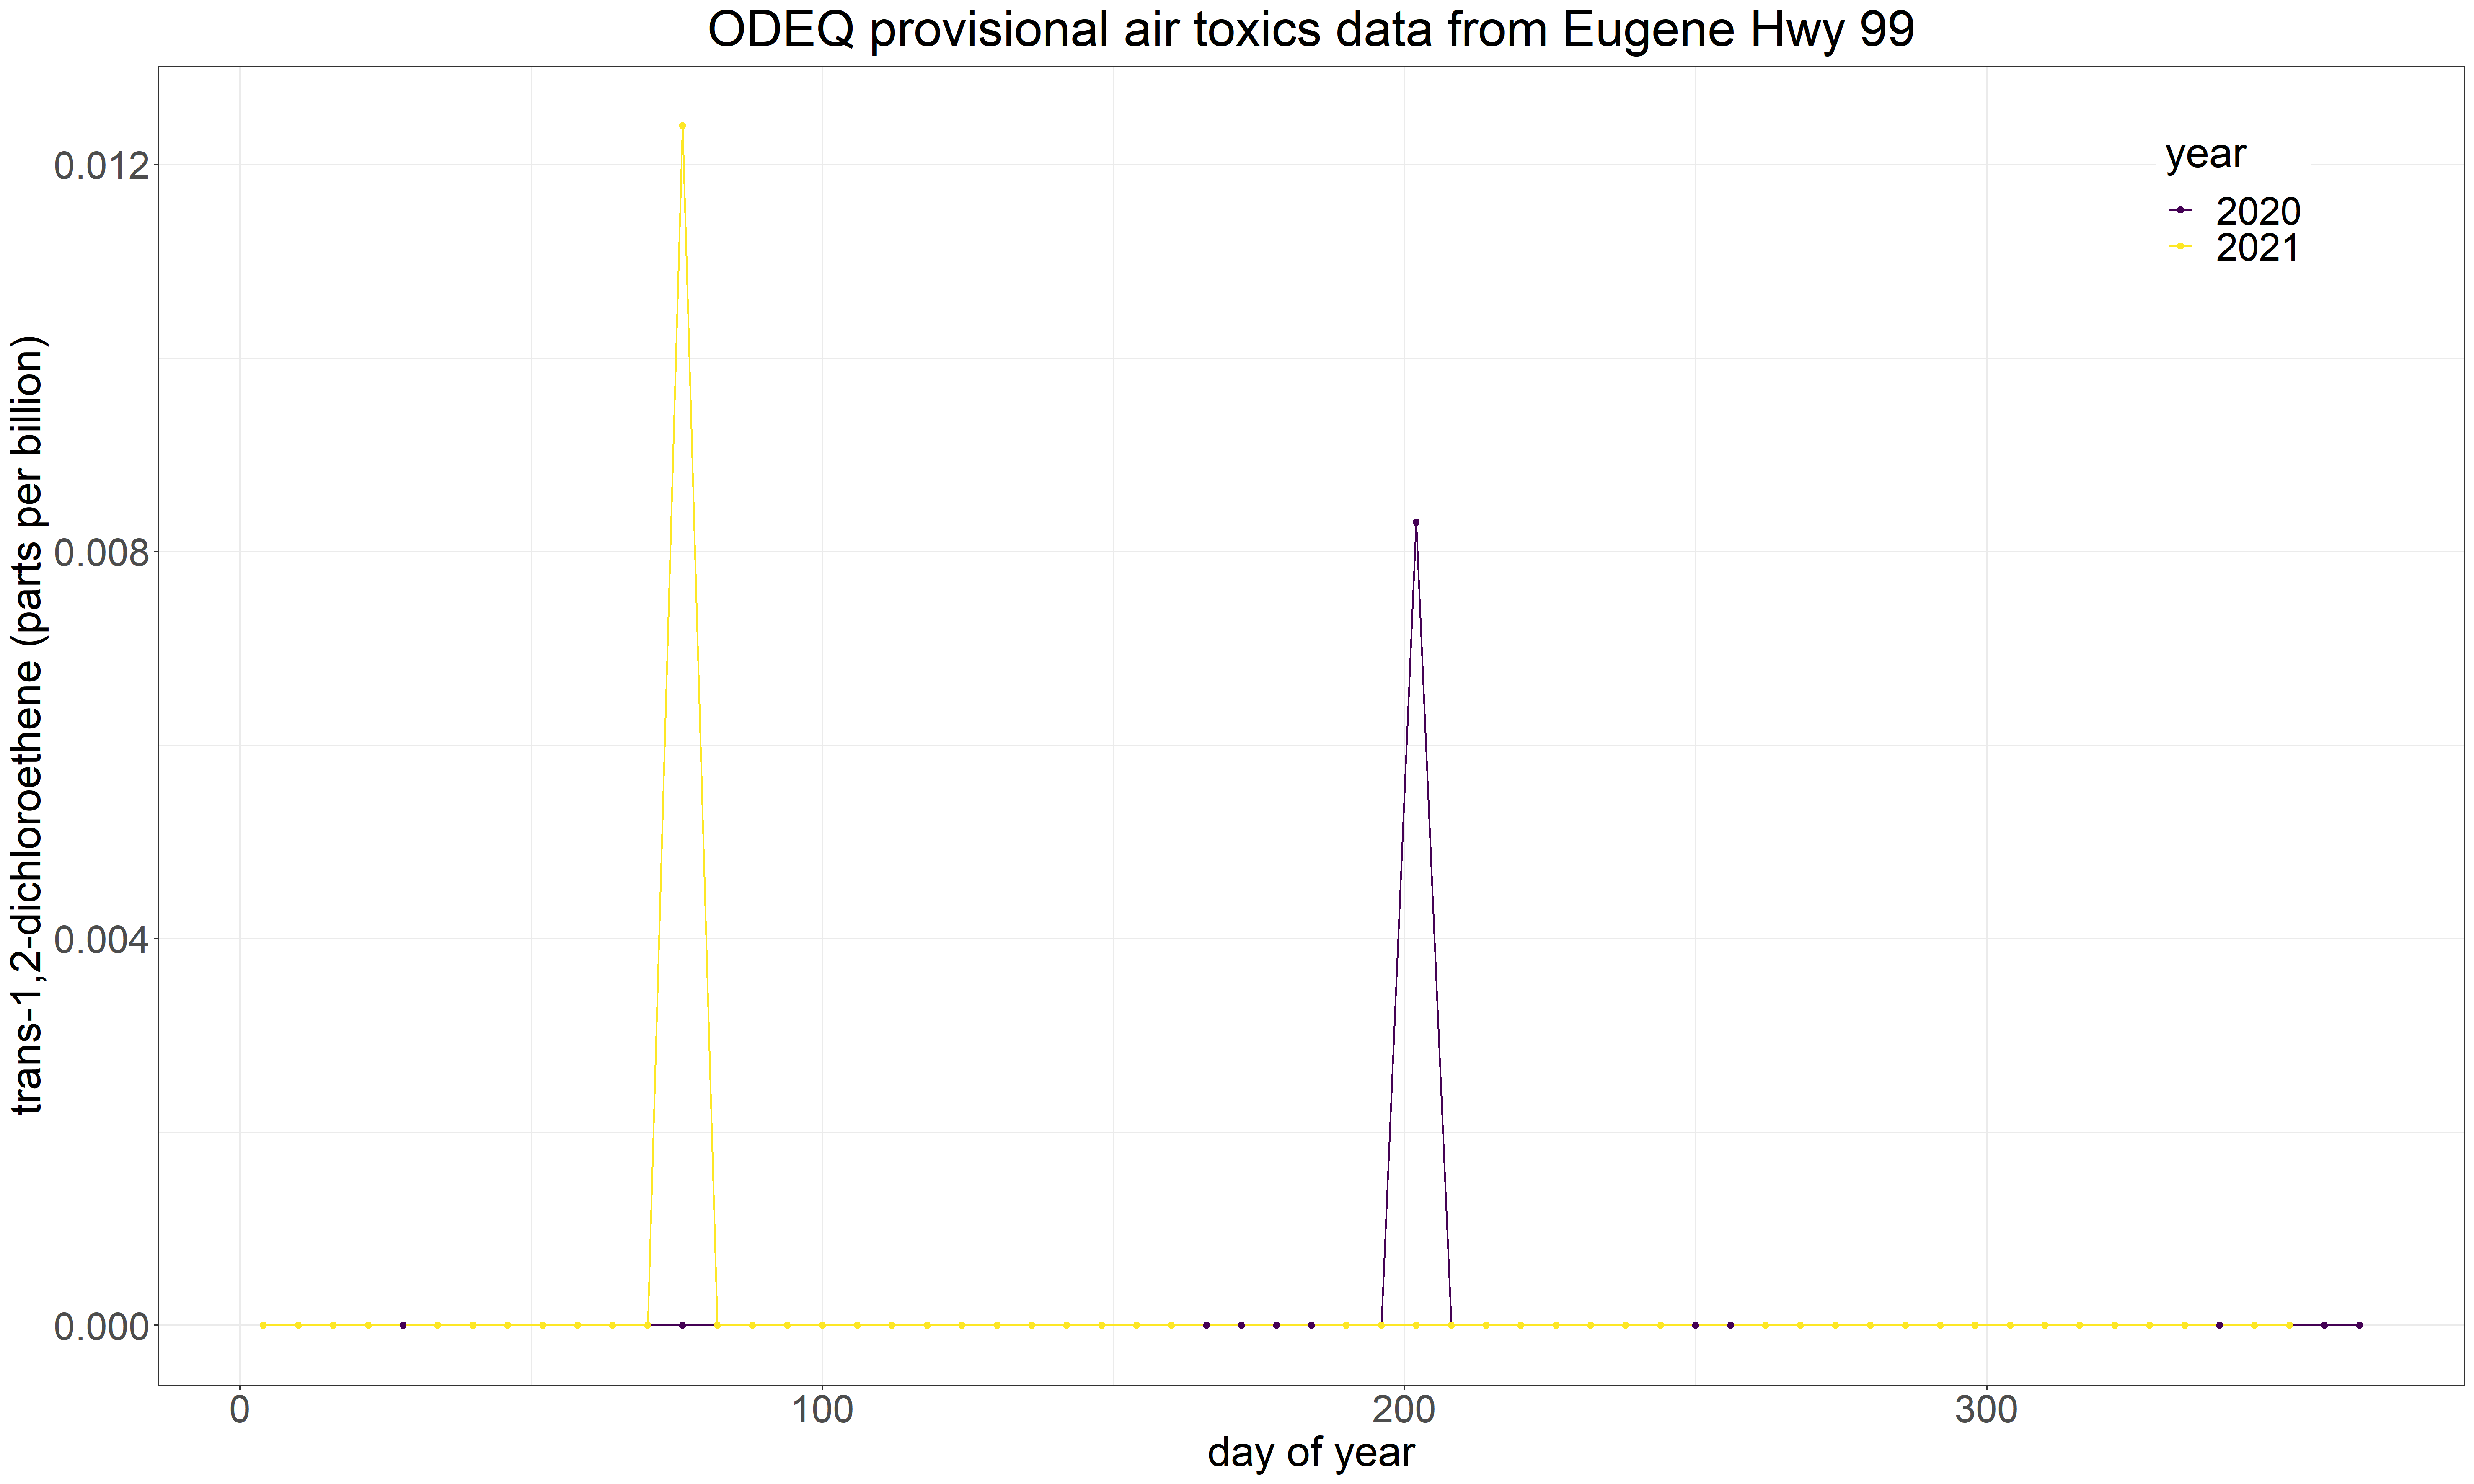 ODEQ provisional air toxics data from Eugene Hwy 99
trans-1,2-dichloroethene (parts per billion)
0.012
0.008
0.004
0.000
year
2020
2021
0
100
200
300
day of year